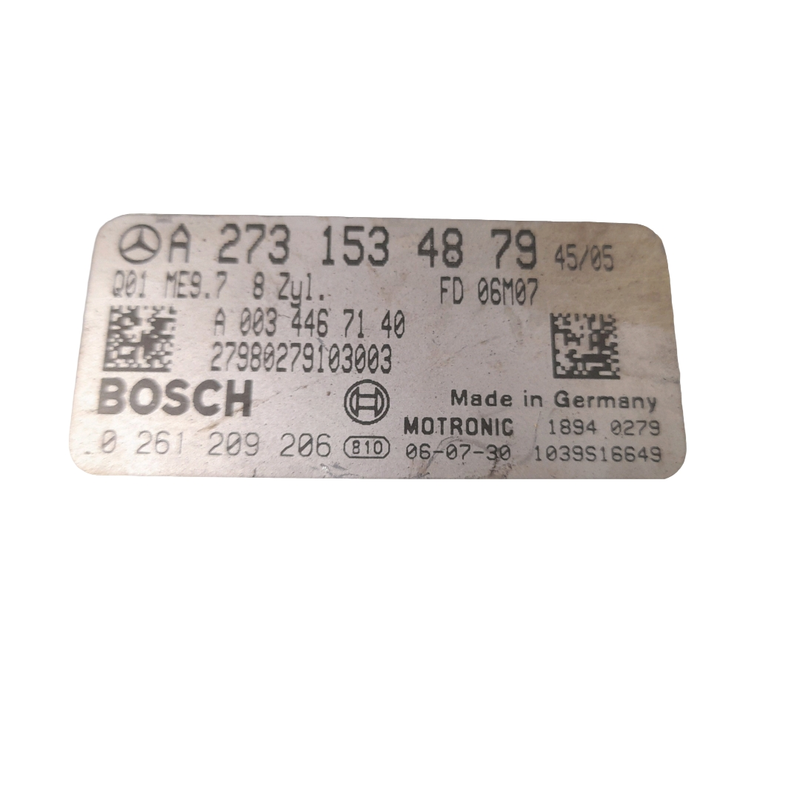 A 273 153 48 79 45/05
Q01 ME9.7 8 Zyl. FD 06M07
A 003 446 71 40
27980279103003
BOSCH Made in Germany
MOTRONIC 1894 0279
0 261 209 206 810 06-07-30 1039S16649